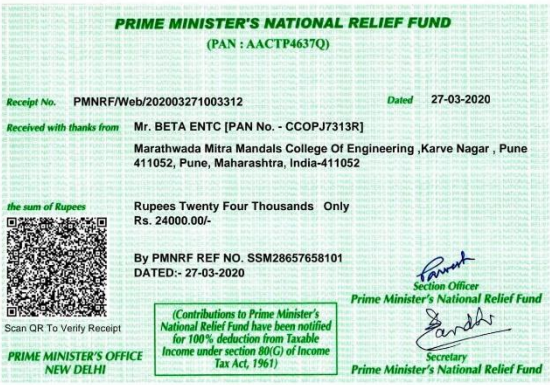 PRIME MINISTER'S NATIONAL RELIEF FUND
(PAN : AACTP4637Q)
Receipt No. PMNRF/Web/202003271003312 Dated 27-03-2020
Received with thanks from Mr. BETA ENTC [PAN No. - CCOPJ7313R]
Marathwada Mitra Mandals College Of Engineering ,Karve Nagar , Pune
411052, Pune, Maharashtra, India-411052
the sum of Rupees Rupees Twenty Four Thousands Only
Rs. 24000.00/-
By PMNRF REF NO. SSM28657658101
DATED:- 27-03-2020
Section Officer
Prime Minister's National Relief Fund
Scan QR To Verify Receipt
PRIME MINISTER'S OFFICE
NEW DELHI
(Contributions to Prime Minister's
National Relief Fund have been notified
for 100% deduction from Taxable
Income under section 80(G) of Income
Tax Act, 1961)
Secretary
Prime Minister's National Relief Fund